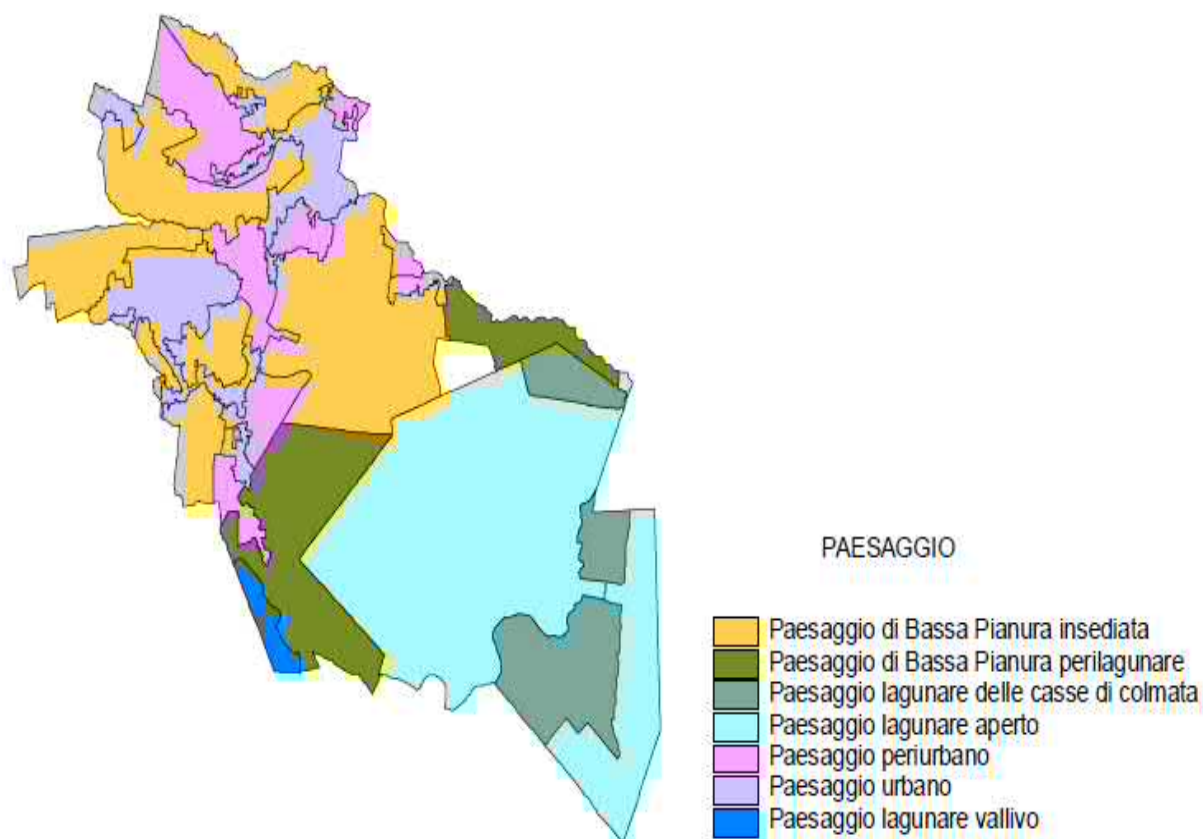 PAESAGGIO
Paesaggio di Bassa Pianura insediata
Paesaggio di Bassa Pianura perilagunare
Paesaggio lagunare delle casse di colmata
Paesaggio lagunare aperto
Paesaggio periurbano
Paesaggio urbano
Paesaggio lagunare vallivo